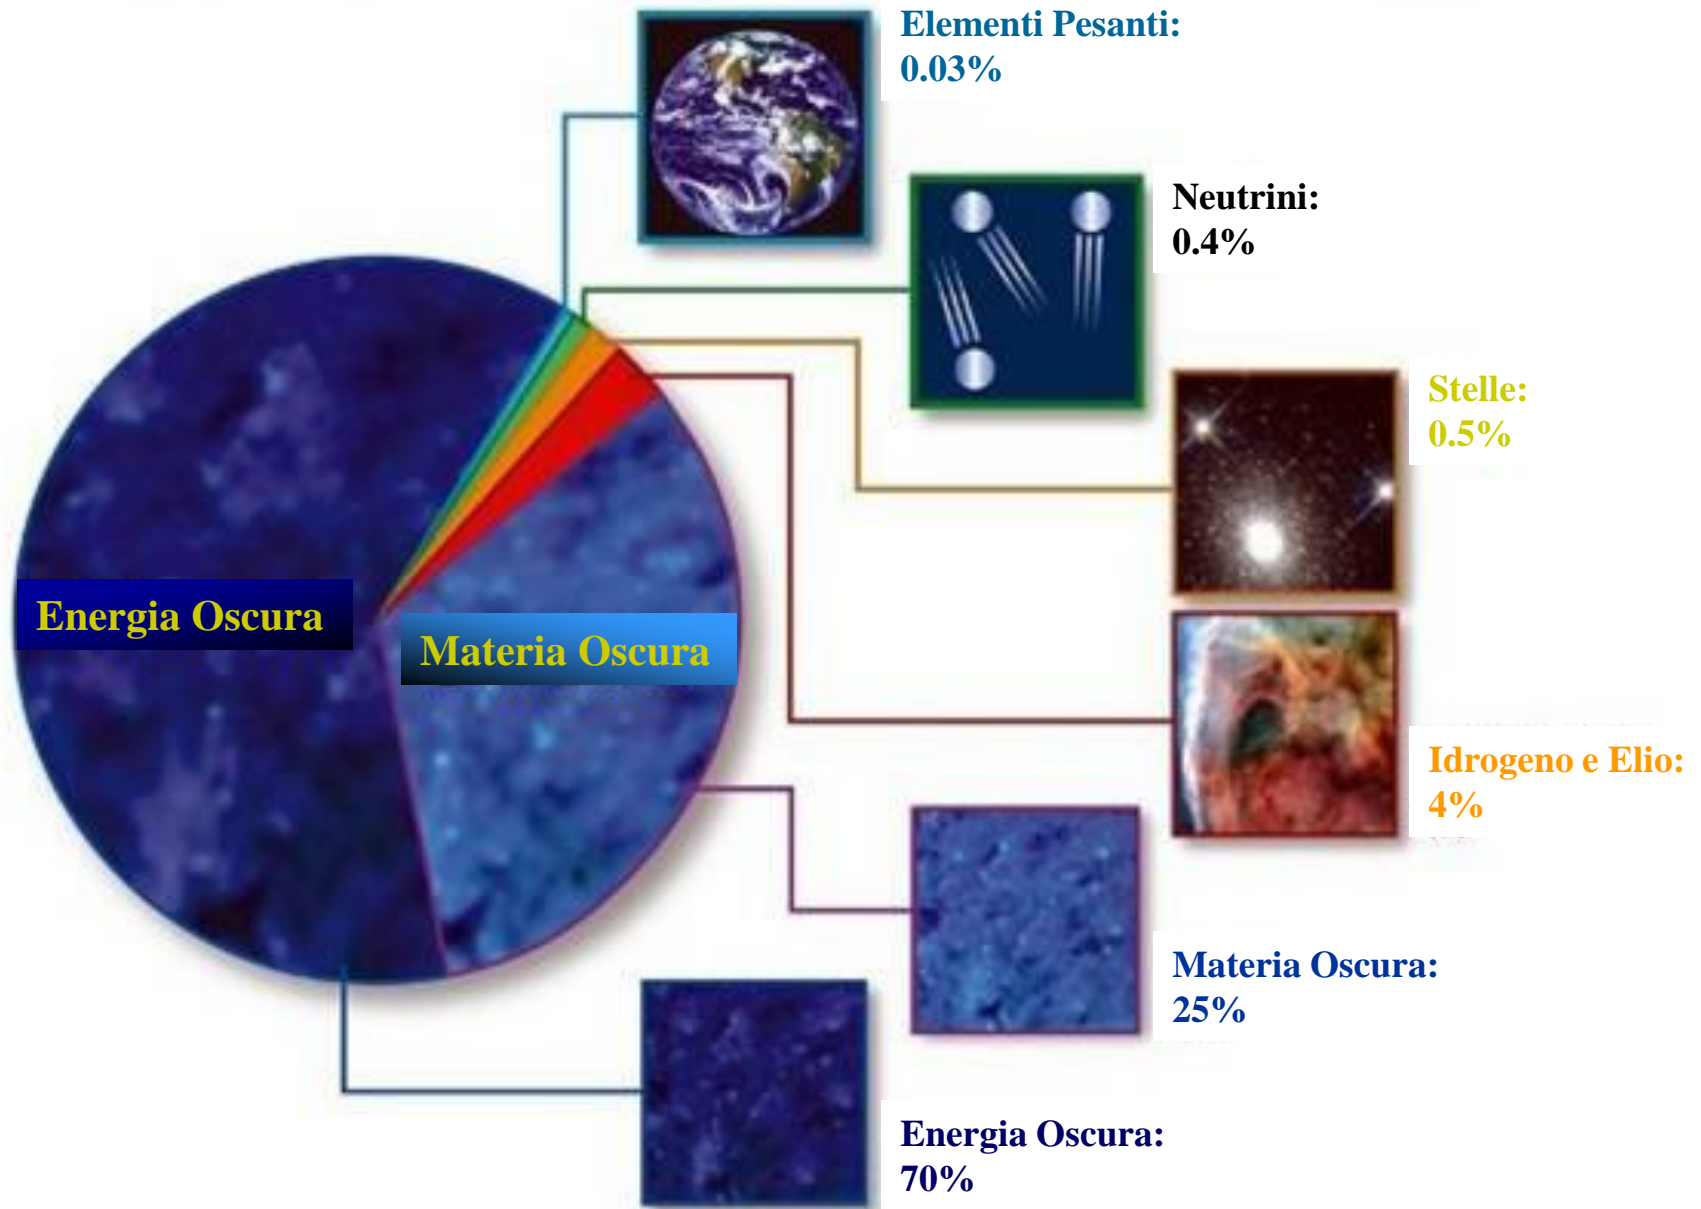 Elementi Pesanti:
0.03%
Neutrini:
0.4%
Stelle:
0.5%
Energia Oscura
Materia Oscura
Idrogeno e Elio:
4%
Materia Oscura:
25%
Energia Oscura:
70%